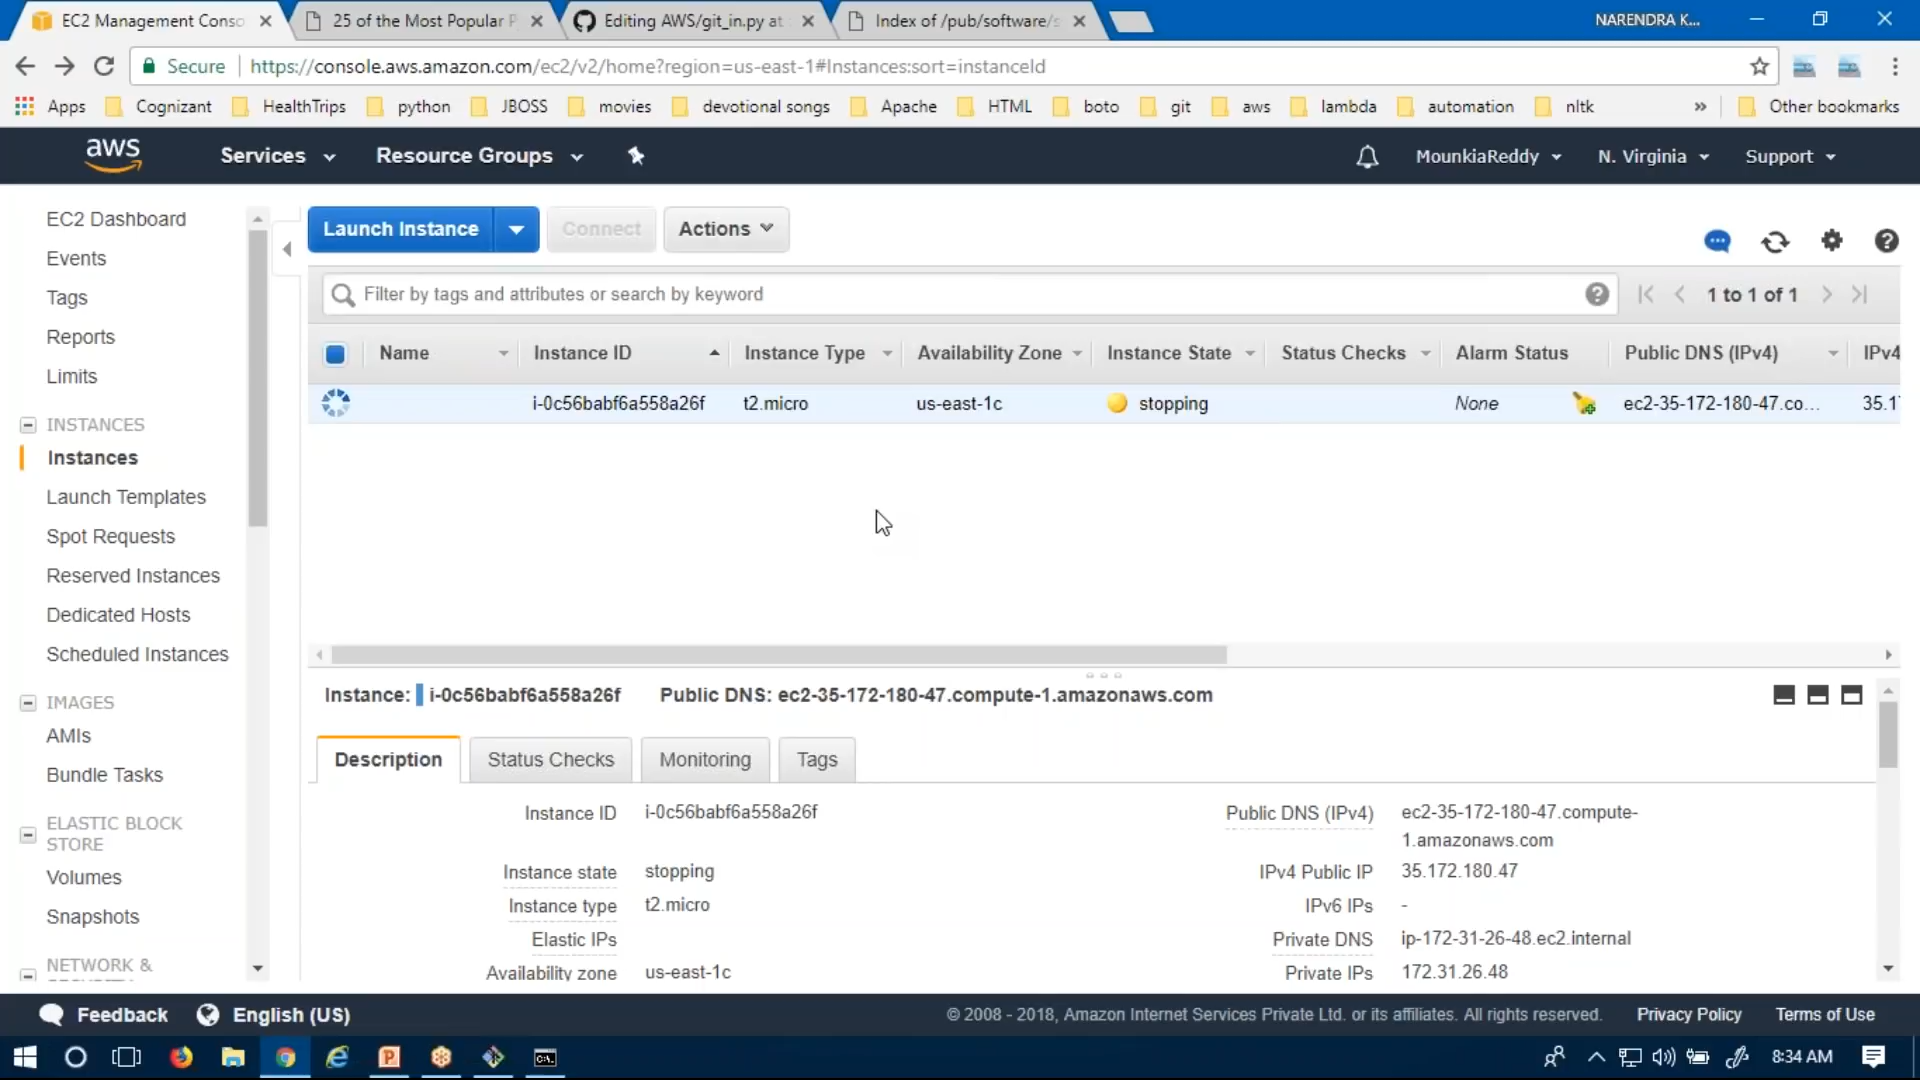 EC2 Management Conso
25 of the Most Popular P
Editing AWS/git_in.py at
Index of /pub/software/s
NARENDRA K...
Secure
https://console.aws.amazon.com/ec2/v2/home?region=us-east-1#Instances:sort=instanceId
Apps
Cognizant
HealthTrips
python
JBOSS
movies
devotional songs
Apache
HTML
boto
git
aws
lambda
automation
nltk
»
Other bookmarks
aws
Services
Resource Groups
MounkiaReddy
N. Virginia
Support
EC2 Dashboard
Events
Tags
Reports
Limits
INSTANCES
Instances
Launch Templates
Spot Requests
Reserved Instances
Dedicated Hosts
Scheduled Instances
IMAGES
AMIs
Bundle Tasks
ELASTIC BLOCK
STORE
Volumes
Snapshots
NETWORK &
Launch Instance
Connect
Actions
Filter by tags and attributes or search by keyword
1 to 1 of 1
Name
Instance ID
Instance Type
Availability Zone
Instance State
Status Checks
Alarm Status
Public DNS (IPv4)
IPv4
i-0c56babf6a558a26f
t2.micro
us-east-1c
stopping
None
ec2-35-172-180-47.co...
35.1
Instance: i-0c56babf6a558a26f
Public DNS: ec2-35-172-180-47.compute-1.amazonaws.com
Description
Status Checks
Monitoring
Tags
Instance ID i-0c56babf6a558a26f
Instance state stopping
Instance type t2.micro
Elastic IPs
Availability zone us-east-1c
Public DNS (IPv4) ec2-35-172-180-47.compute-
1.amazonaws.com
IPv4 Public IP 35.172.180.47
IPv6 IPs -
Private DNS ip-172-31-26-48.ec2.internal
Private IPs 172.31.26.48
Feedback
English (US)
© 2008 - 2018, Amazon Internet Services Private Ltd. or its affiliates. All rights reserved.
Privacy Policy
Terms of Use
8:34 AM